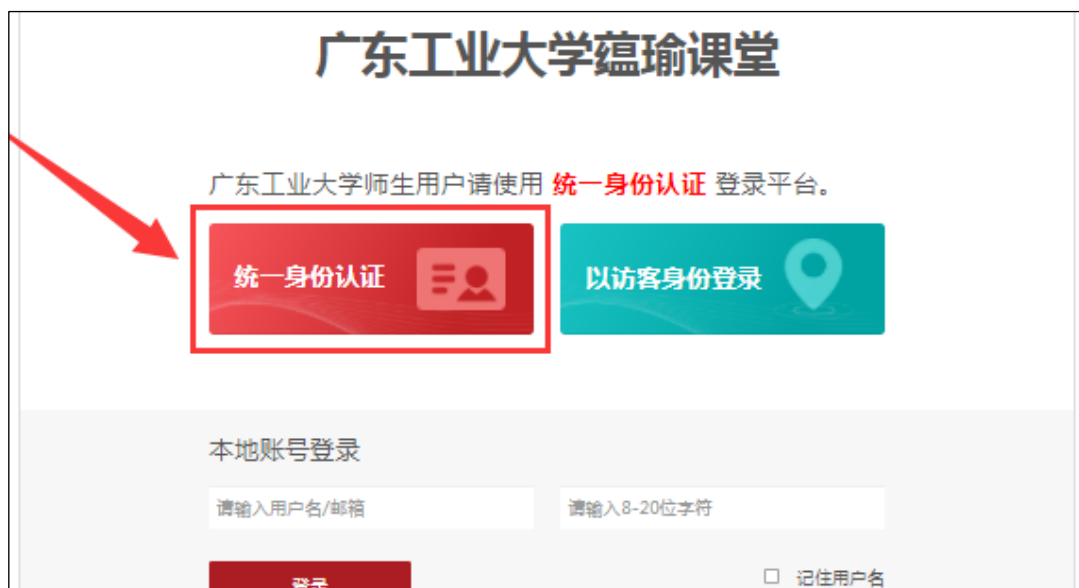 广东工业大学蕴瑜课堂
广东工业大学师生用户请使用 统一身份认证 登录平台。
统一身份认证
以访客身份登录
本地账号登录
请输入用户名/邮箱
请输入8-20位字符
登录
记住用户名